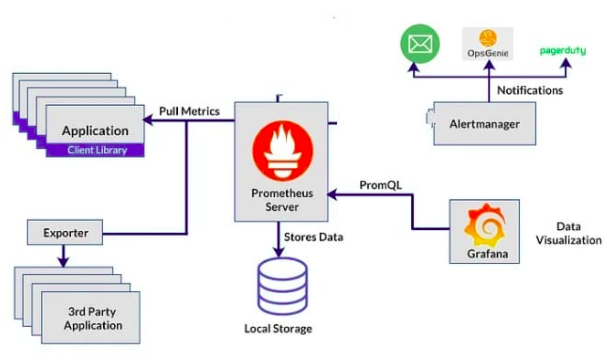 OpsGenie
pagerduty
Notifications
Pull Metrics
Application
Client Library
Alertmanager
Prometheus
Server
PromQL
Exporter
Stores Data
Grafana
Data
Visualization
3rd Party
Application
Local Storage